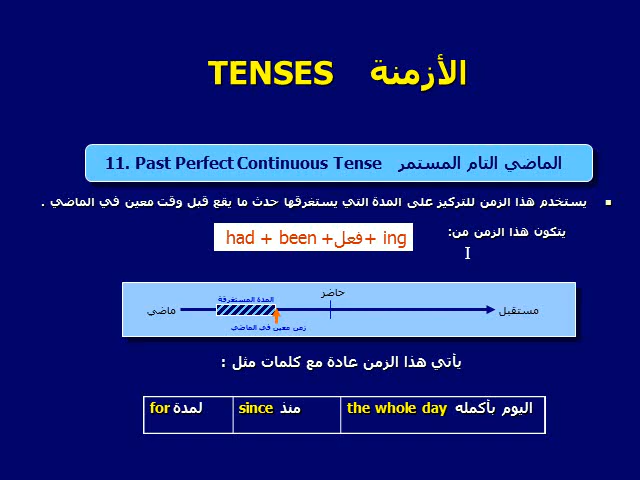 TENSES الأزمنة
11. Past Perfect Continuous Tense الماضي التام المستمر
يستخدم هذا الزمن للتركيز على المدة التي يستغرقها حدث ما يقع قبل وقت معين في الماضي .
يتكون هذا الزمن من:
had + been +فعل+ ing
حاضر
المدة المستغرقة
ماضي
مستقبل
زمن معين في الماضي
يأتي هذا الزمن عادة مع كلمات مثل :
for لمدة
since منذ
the whole day اليوم بأكمله